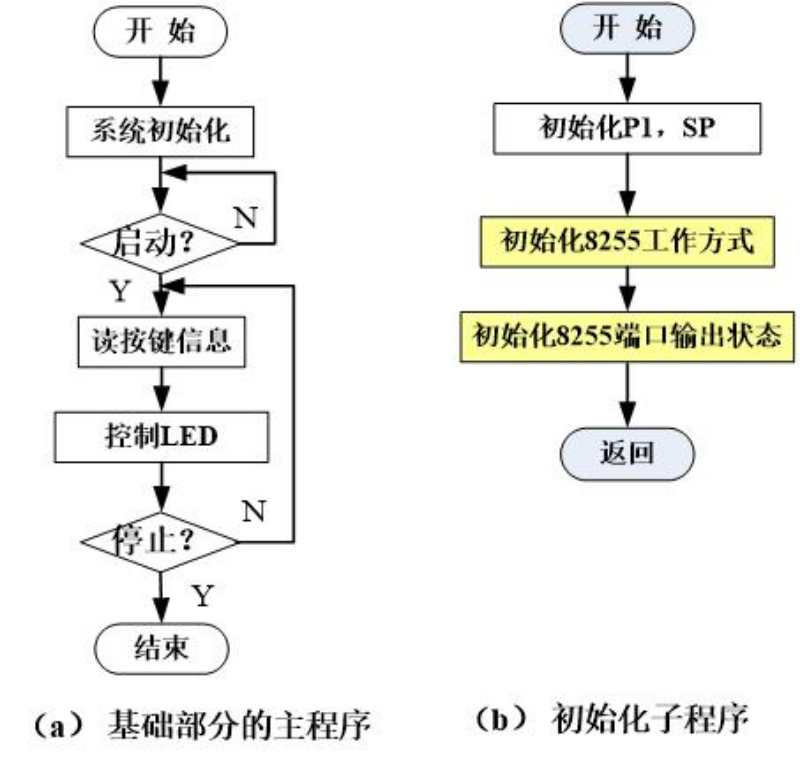 开 始
系统初始化
N
启动？
Y
读按键信息
控制LED
N
停止？
Y
结束
（a） 基础部分的主程序
开 始
初始化P1，SP
初始化8255工作方式
初始化8255端口输出状态
返回
（b） 初始化子程序